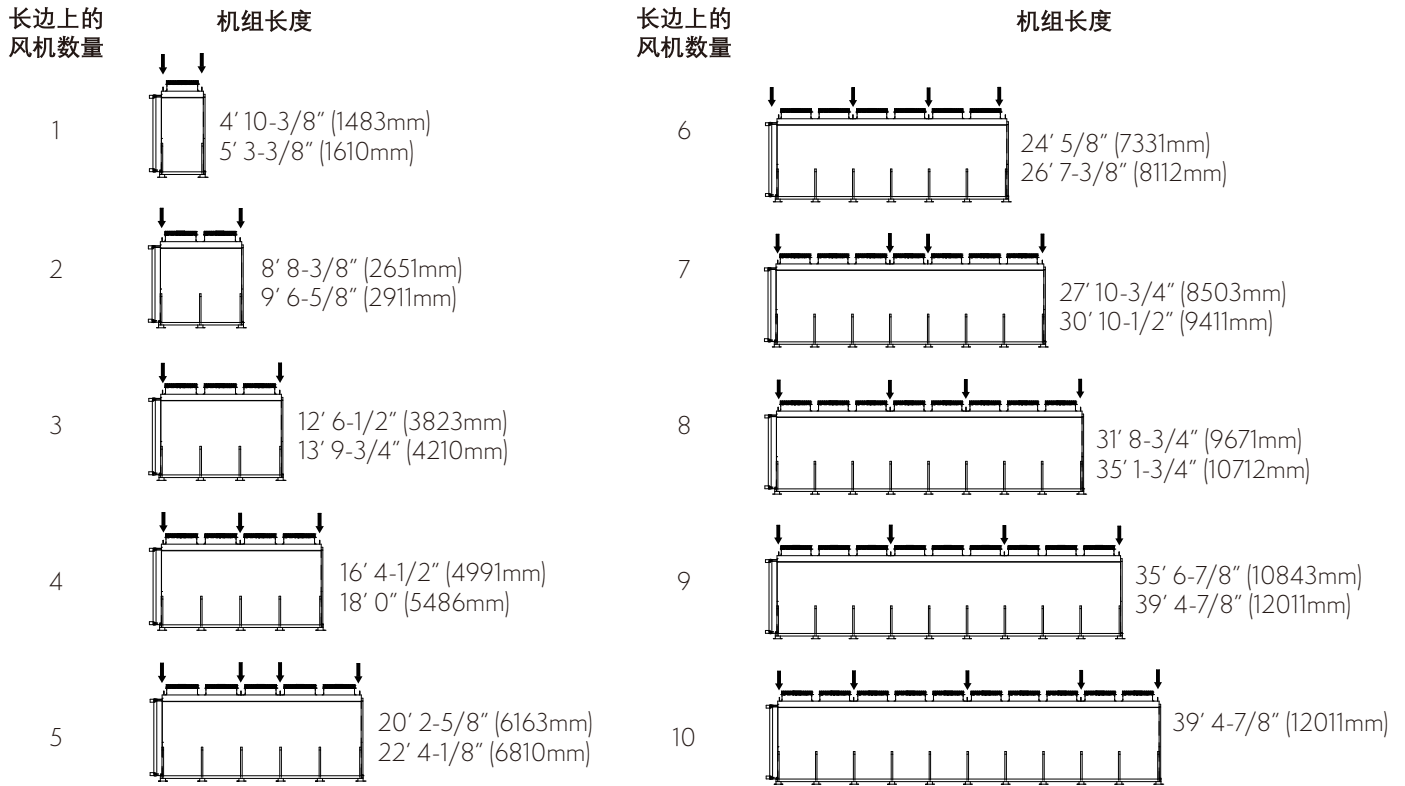 长边上的
风机数量
机组长度
1
4’ 10-3/8” (1483mm)
5’ 3-3/8” (1610mm)
2
8’ 8-3/8” (2651mm)
9’ 6-5/8” (2911mm)
3
12’ 6-1/2” (3823mm)
13’ 9-3/4” (4210mm)
4
16’ 4-1/2” (4991mm)
18’ 0” (5486mm)
5
20’ 2-5/8” (6163mm)
22’ 4-1/8” (6810mm)
长边上的
风机数量
机组长度
6
24’ 5/8” (7331mm)
26’ 7-3/8” (8112mm)
7
27’ 10-3/4” (8503mm)
30’ 10-1/2” (9411mm)
8
31’ 8-3/4” (9671mm)
35’ 1-3/4” (10712mm)
9
35’ 6-7/8” (10843mm)
39’ 4-7/8” (12011mm)
10
39’ 4-7/8” (12011mm)